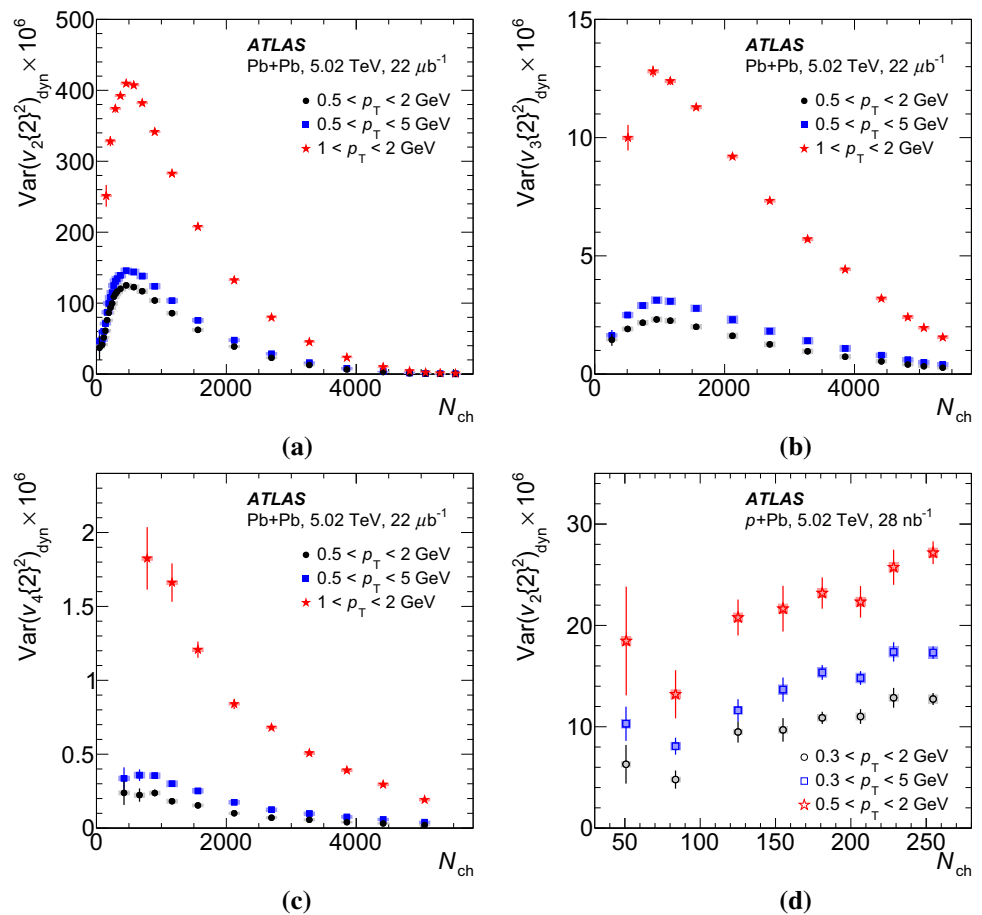 Var(v₂{2}²)dyn × 10⁶
500
400
300
200
100
0
ATLAS
Pb+Pb, 5.02 TeV, 22 μb⁻¹
0.5 < pT < 2 GeV
0.5 < pT < 5 GeV
1 < pT < 2 GeV
0 2000 4000
Nch
(a)
Var(v₃{2}²)dyn × 10⁶
15
10
5
0
ATLAS
Pb+Pb, 5.02 TeV, 22 μb⁻¹
0.5 < pT < 2 GeV
0.5 < pT < 5 GeV
1 < pT < 2 GeV
0 2000 4000
Nch
(b)
Var(v₄{2}²)dyn × 10⁶
2
1.5
1
0.5
0
ATLAS
Pb+Pb, 5.02 TeV, 22 μb⁻¹
0.5 < pT < 2 GeV
0.5 < pT < 5 GeV
1 < pT < 2 GeV
0 2000 4000
Nch
(c)
Var(v₂{2}²)dyn × 10⁶
30
20
10
0
ATLAS
p+Pb, 5.02 TeV, 28 nb⁻¹
0.3 < pT < 2 GeV
0.3 < pT < 5 GeV
0.5 < pT < 2 GeV
50 100 150 200 250
Nch
(d)